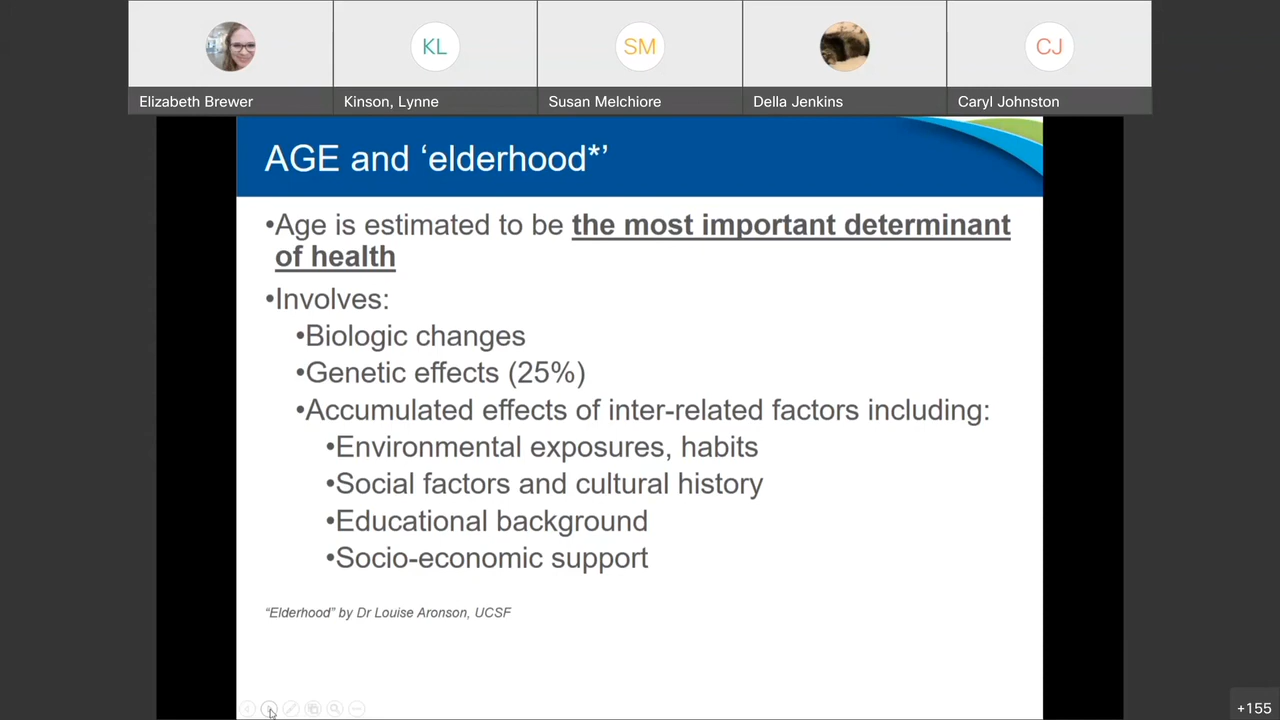 KL
SM
CJ
Elizabeth Brewer
Kinson, Lynne
Susan Melchiore
Della Jenkins
Caryl Johnston
AGE and ‘elderhood*’
•Age is estimated to be the most important determinant
of health
•Involves:
•Biologic changes
•Genetic effects (25%)
•Accumulated effects of inter-related factors including:
•Environmental exposures, habits
•Social factors and cultural history
•Educational background
•Socio-economic support
“Elderhood” by Dr Louise Aronson, UCSF
+155